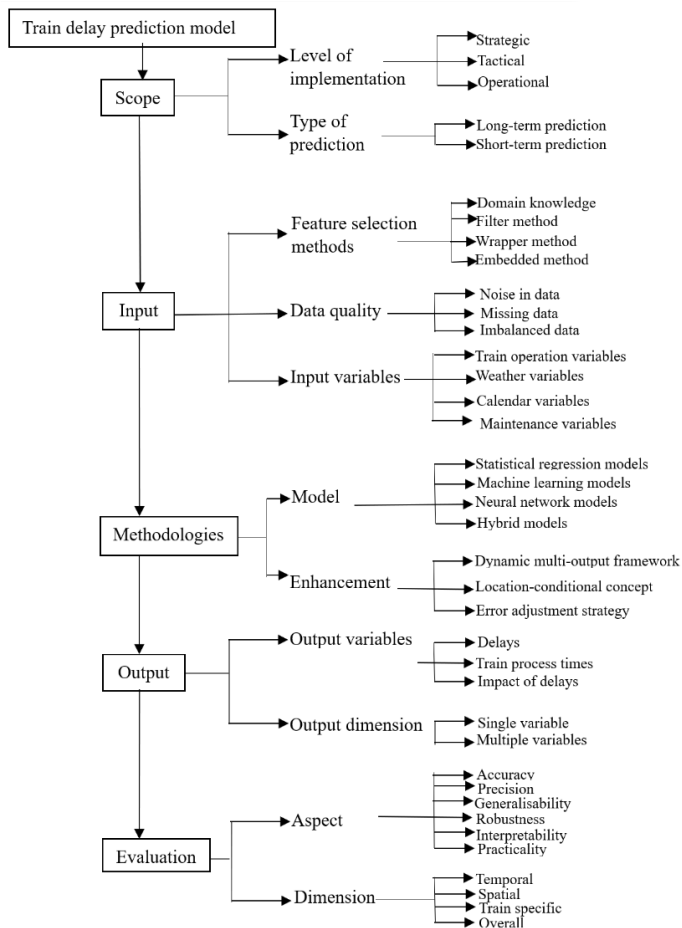 Train delay prediction model
Scope
Level of
implementation
Strategic
Tactical
Operational
Type of
prediction
Long-term prediction
Short-term prediction
Input
Feature selection
methods
Domain knowledge
Filter method
Wrapper method
Embedded method
Data quality
Noise in data
Missing data
Imbalanced data
Input variables
Train operation variables
Weather variables
Calendar variables
Maintenance variables
Methodologies
Model
Statistical regression models
Machine learning models
Neural network models
Hybrid models
Enhancement
Dynamic multi-output framework
Location-conditional concept
Error adjustment strategy
Output
Output variables
Delays
Train process times
Impact of delays
Output dimension
Single variable
Multiple variables
Evaluation
Aspect
Accuracy
Precision
Generalisability
Robustness
Interpretability
Practicality
Dimension
Temporal
Spatial
Train specific
Overall